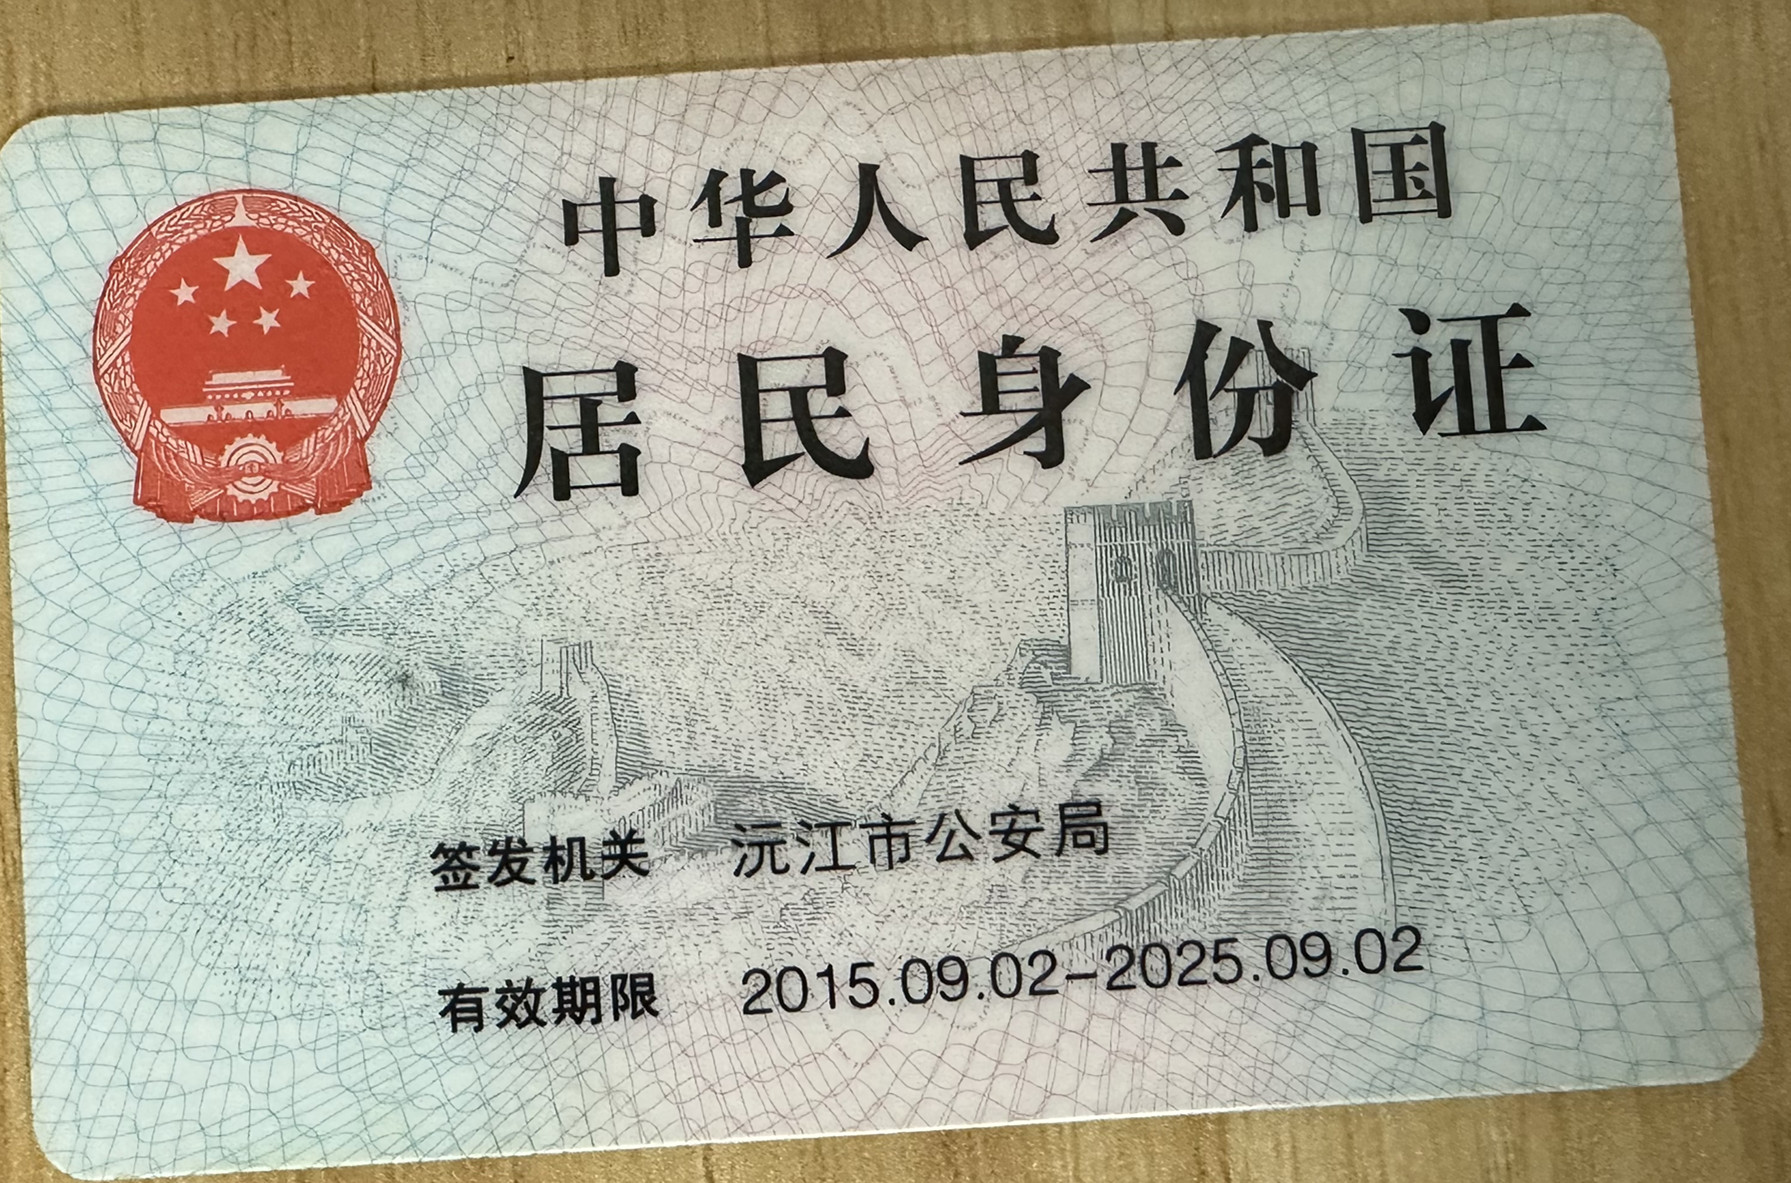 中华人民共和国
居民身份证
签发机关 沅江市公安局
有效期限 2015.09.02-2025.09.02